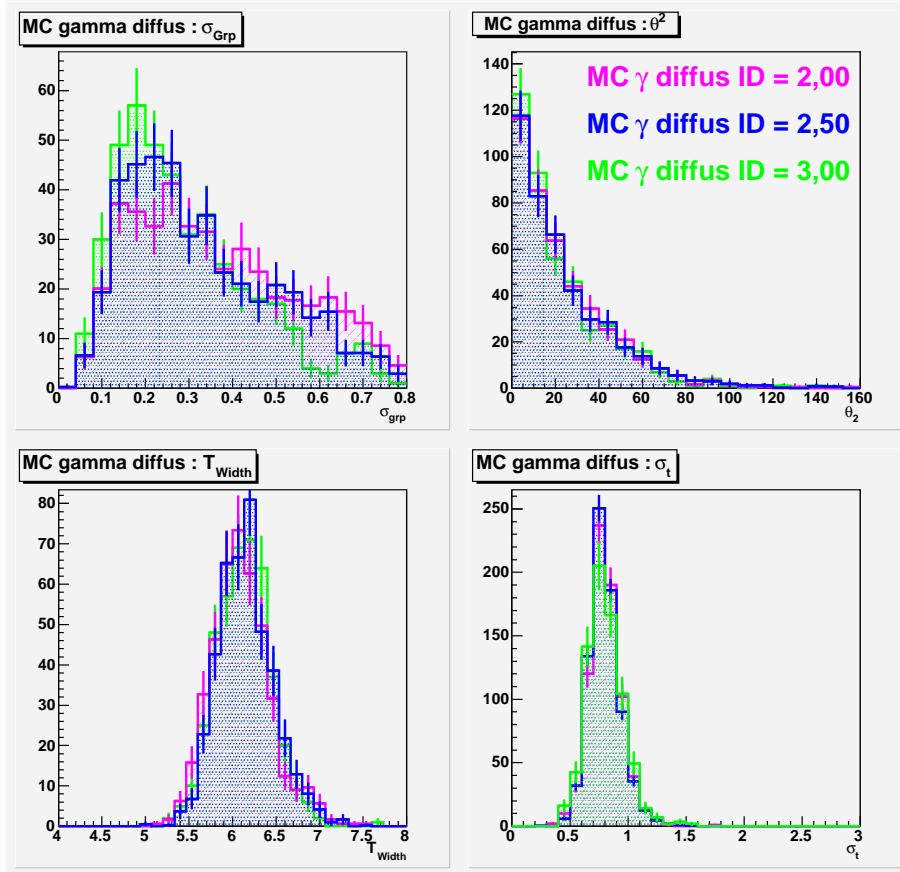 MC gamma diffus : σGrp
60
50
40
30
20
10
0
0 0.1 0.2 0.3 0.4 0.5 0.6 0.7 0.8
σgrp
MC gamma diffus : θ2
MC γ diffus ID = 2,00
MC γ diffus ID = 2,50
MC γ diffus ID = 3,00
140
120
100
80
60
40
20
0
0 20 40 60 80 100 120 140 160
θ2
MC gamma diffus : TWidth
80
70
60
50
40
30
20
10
0
4 4.5 5 5.5 6 6.5 7 7.5 8
TWidth
MC gamma diffus : σt
250
200
150
100
50
0
0 0.5 1 1.5 2 2.5 3
σt